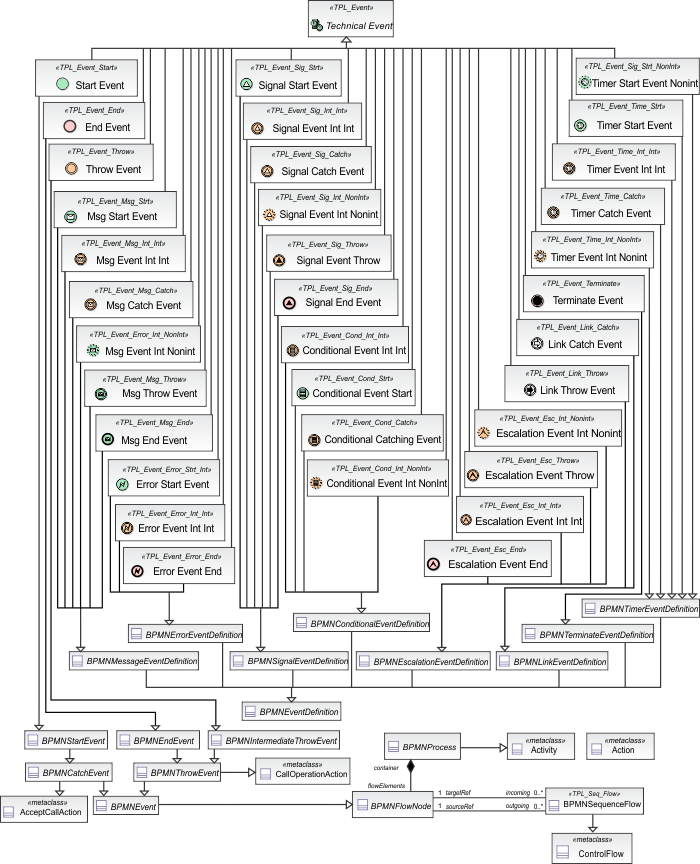 «TPL_Event»
Technical Event
«TPL_Event_Start»
Start Event
«TPL_Event_End»
End Event
«TPL_Event_Throw»
Throw Event
«TPL_Event_Msg_Strt»
Msg Start Event
«TPL_Event_Msg_Int_Int»
Msg Event Int Int
«TPL_Event_Msg_Catch»
Msg Catch Event
«TPL_Event_Error_Int_NonInt»
Msg Event Int Nonint
«TPL_Event_Msg_Throw»
Msg Throw Event
«TPL_Event_Msg_End»
Msg End Event
«TPL_Event_Error_Strt_Int»
Error Start Event
«TPL_Event_Error_Int_Int»
Error Event Int Int
«TPL_Event_Error_End»
Error Event End
«TPL_Event_Sig_Strt»
Signal Start Event
«TPL_Event_Sig_Int_Int»
Signal Event Int Int
«TPL_Event_Sig_Catch»
Signal Catch Event
«TPL_Event_Sig_Int_NonInt»
Signal Event Int Nonint
«TPL_Event_Sig_Throw»
Signal Event Throw
«TPL_Event_Sig_End»
Signal End Event
«TPL_Event_Cond_Int_Int»
Conditional Event Int Int
«TPL_Event_Cond_Strt»
Conditional Event Start
«TPL_Event_Cond_Catch»
Conditional Catching Event
«TPL_Event_Cond_Int_NonInt»
Conditional Event Int NonInt
«TPL_Event_Sig_Strt_NonInt»
Timer Start Event Nonint
«TPL_Event_Time_Strt»
Timer Start Event
«TPL_Event_Time_Int_Int»
Timer Event Int Int
«TPL_Event_Time_Catch»
Timer Catch Event
«TPL_Event_Time_Int_NonInt»
Timer Event Int Nonint
«TPL_Event_Terminate»
Terminate Event
«TPL_Event_Link_Catch»
Link Catch Event
«TPL_Event_Link_Throw»
Link Throw Event
«TPL_Event_Esc_Int_Nonint»
Escalation Event Int Nonint
«TPL_Event_Esc_Throw»
Escalation Event Throw
«TPL_Event_Esc_Int_Int»
Escalation Event Int Int
«TPL_Event_Esc_End»
Escalation Event End
BPMNTimerEventDefinition
BPMNConditionalEventDefinition
BPMNErrorEventDefinition
BPMNTerminateEventDefinition
BPMNMessageEventDefinition
BPMNSignalEventDefinition
BPMNEscalationEventDefinition
BPMNLinkEventDefinition
BPMNEventDefinition
BPMNStartEvent
BPMNEndEvent
BPMNIntermediateThrowEvent
BPMNCatchEvent
BPMNThrowEvent
«metaclass»
CallOperationAction
«metaclass»
AcceptCallAction
BPMNEvent
BPMNProcess
«metaclass»
Activity
«metaclass»
Action
container
flowElements
BPMNFlowNode
1 targetRef
incoming 0..*
1 sourceRef
outgoing 0..*
«TPL_Seq_Flow»
BPMNSequenceFlow
«metaclass»
ControlFlow